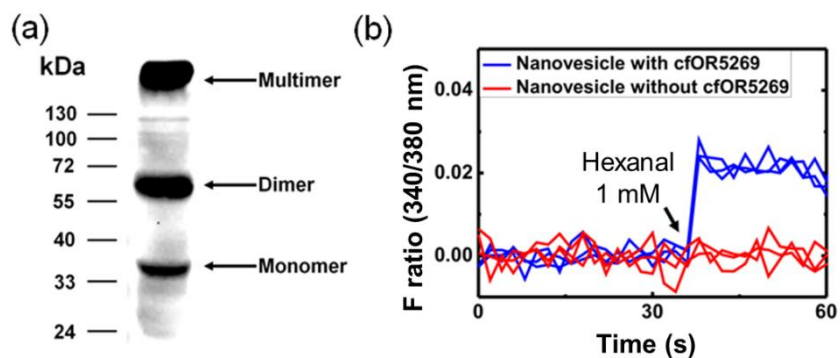 (a)
kDa
130
100
72
55
40
33
24
Multimer
Dimer
Monomer
(b)
Nanovesicle with cfOR5269
Nanovesicle without cfOR5269
F ratio (340/380 nm)
0.04
0.02
0.00
Hexanal
1 mM
0
30
60
Time (s)